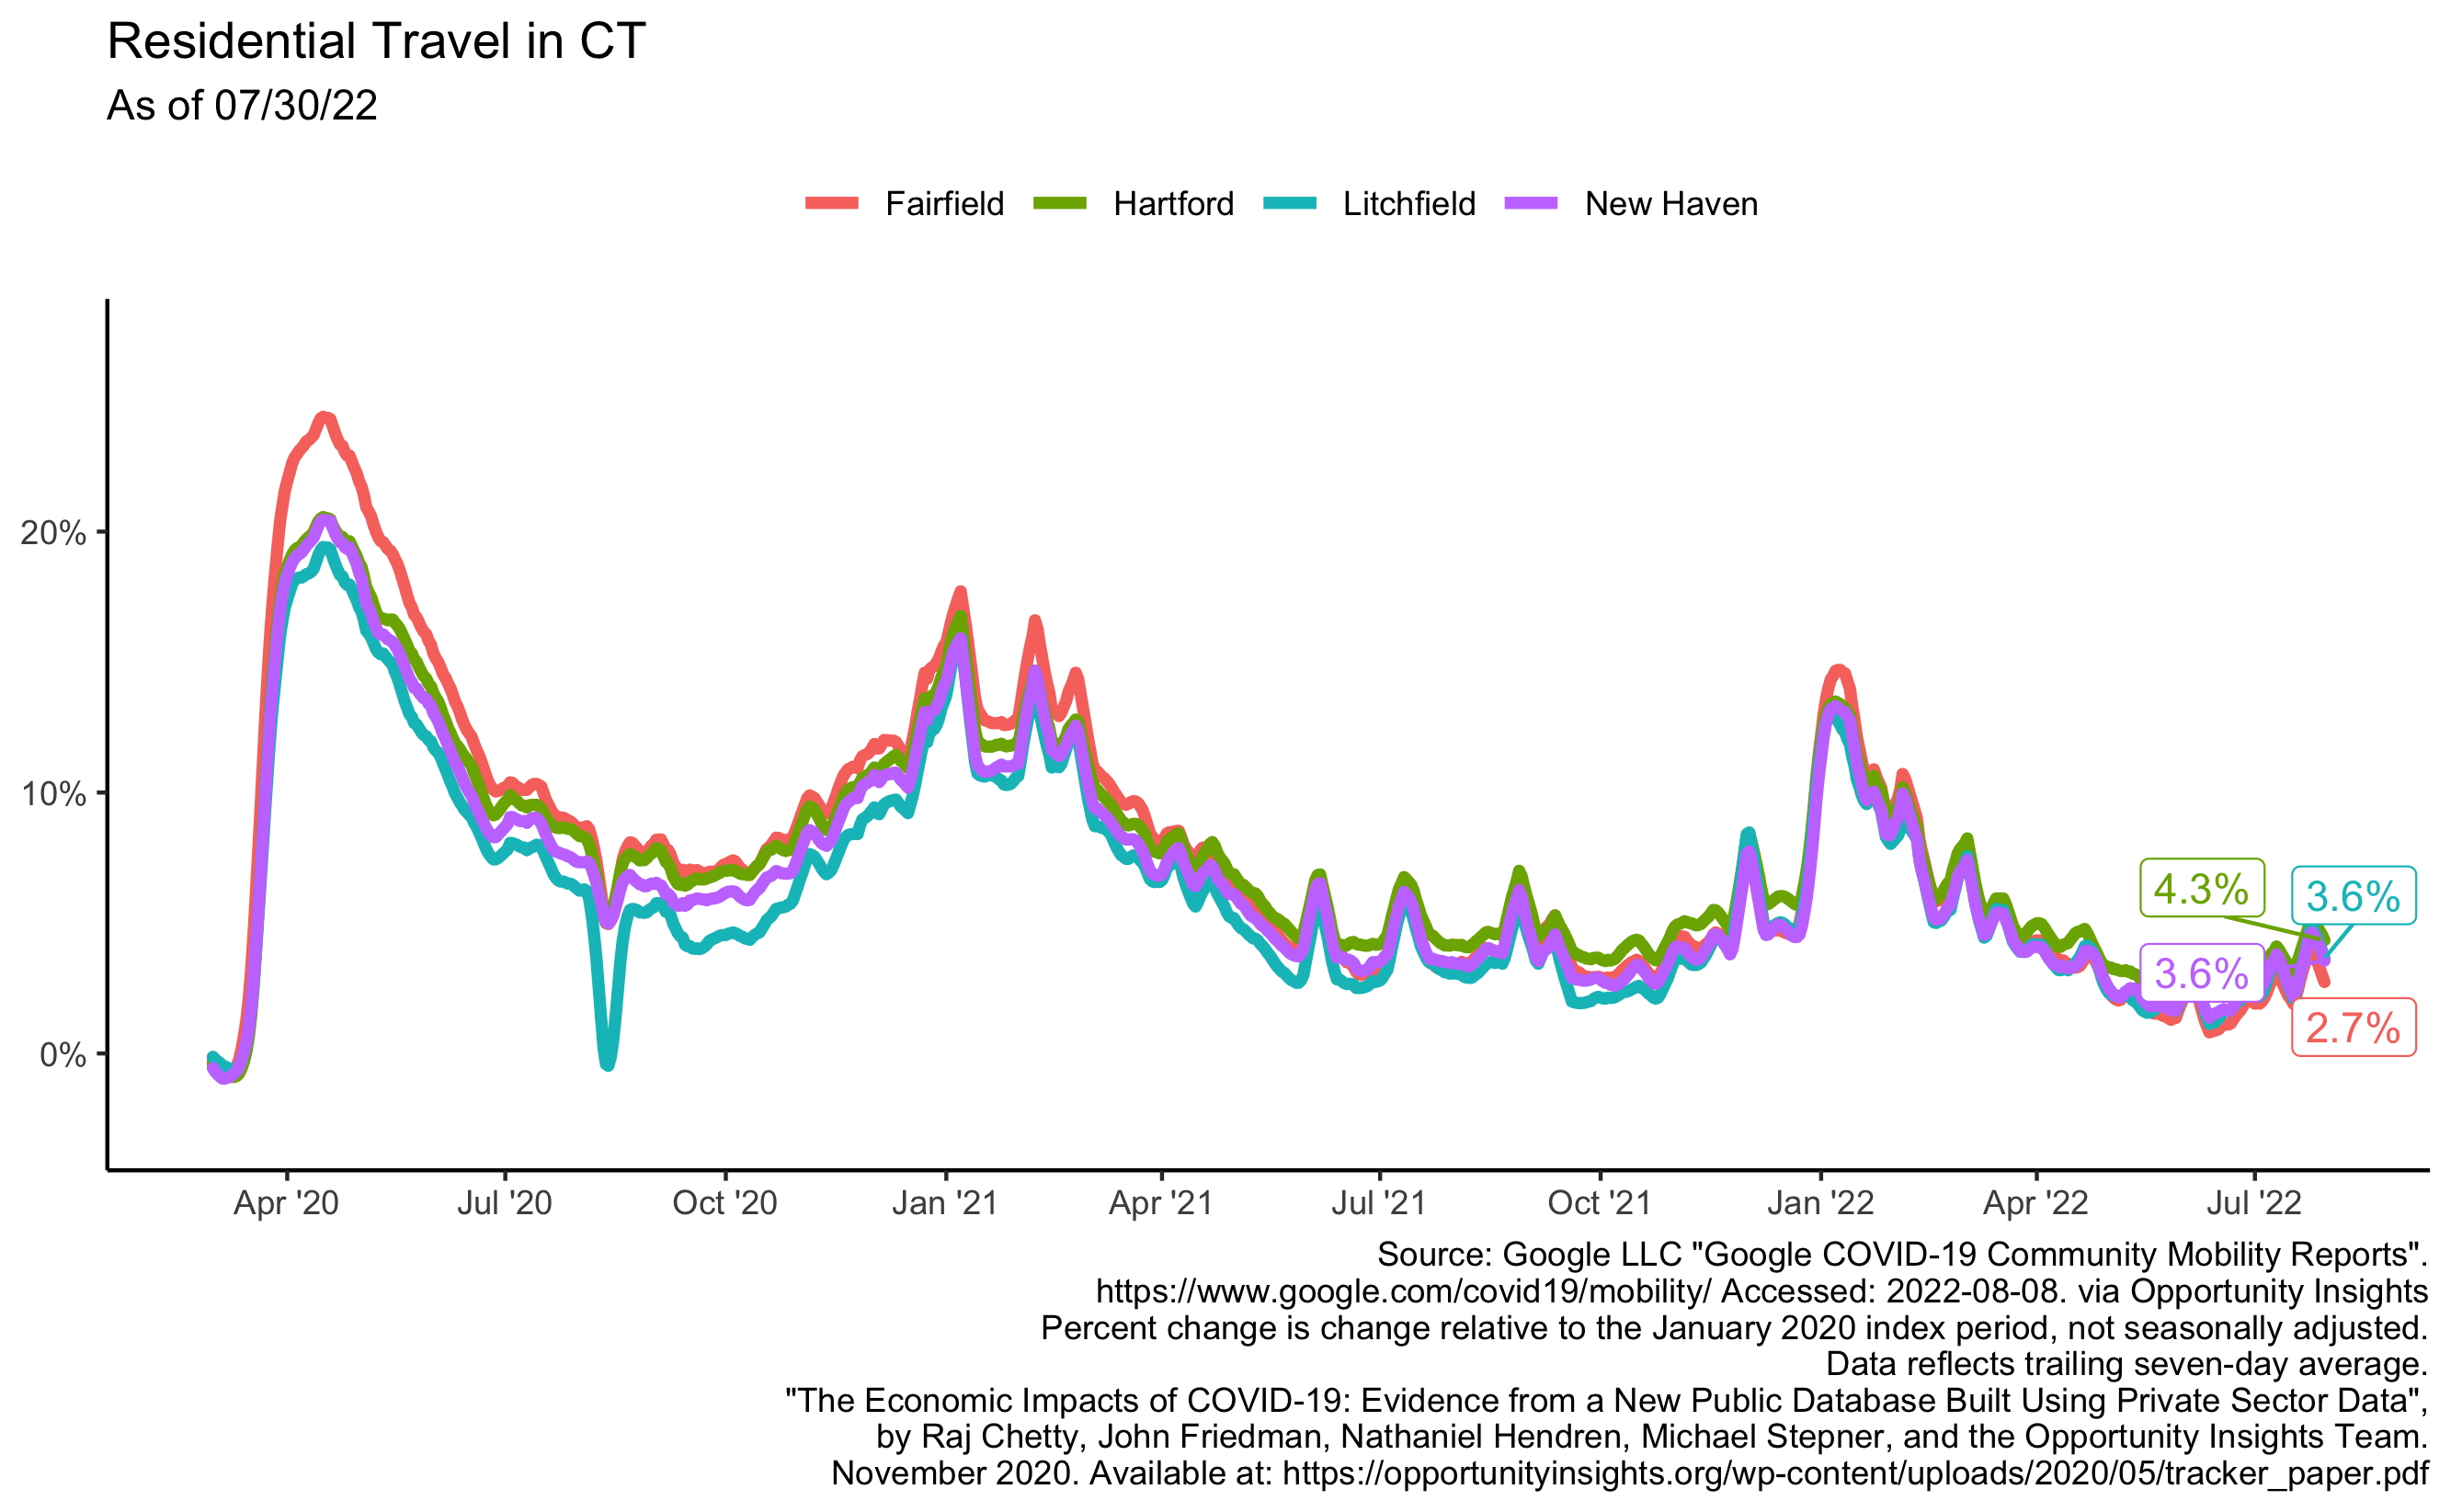 Residential Travel in CT
As of 07/30/22
Fairfield Hartford Litchfield New Haven
20%
10%
0%
4.3%
3.6%
3.6%
2.7%
Apr '20 Jul '20 Oct '20 Jan '21 Apr '21 Jul '21 Oct '21 Jan '22 Apr '22 Jul '22
Source: Google LLC "Google COVID-19 Community Mobility Reports".
https://www.google.com/covid19/mobility/ Accessed: 2022-08-08. via Opportunity Insights
Percent change is change relative to the January 2020 index period, not seasonally adjusted.
Data reflects trailing seven-day average.
"The Economic Impacts of COVID-19: Evidence from a New Public Database Built Using Private Sector Data",
by Raj Chetty, John Friedman, Nathaniel Hendren, Michael Stepner, and the Opportunity Insights Team.
November 2020. Available at: https://opportunityinsights.org/wp-content/uploads/2020/05/tracker_paper.pdf